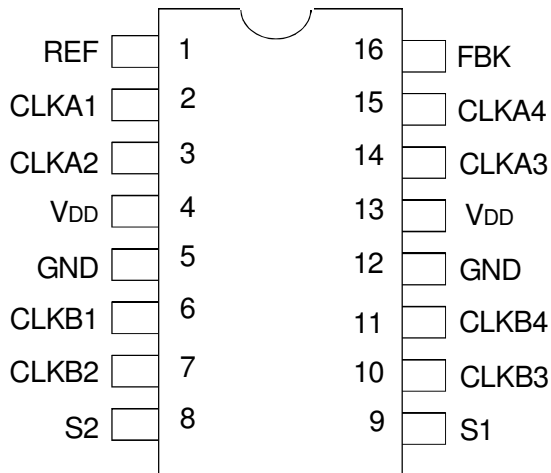 REF 1 16 FBK
CLKA1 2 15 CLKA4
CLKA2 3 14 CLKA3
VDD 4 13 VDD
GND 5 12 GND
CLKB1 6 11 CLKB4
CLKB2 7 10 CLKB3
S2 8 9 S1